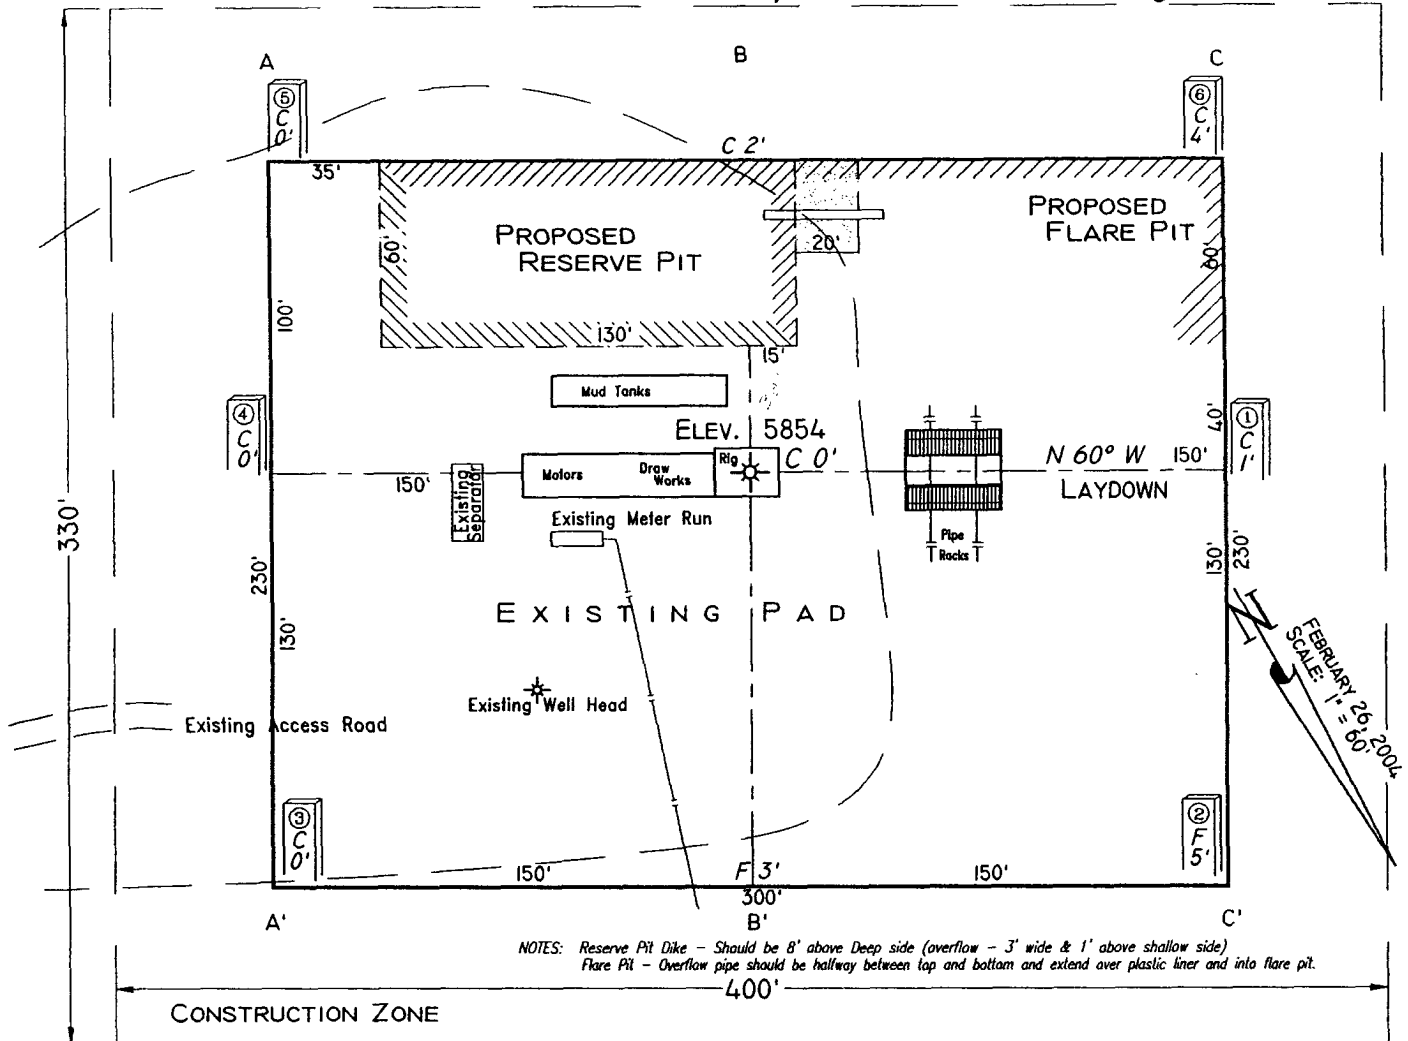 A
B
C
⑤
C
0'
⑥
C
4'
C 2'
35'
PROPOSED
RESERVE PIT
60'
20'
PROPOSED
FLARE PIT
60'
100'
130'
15'
Mud Tanks
④
C
0'
ELEV. 5854
40'
①
C
1'
Rig
C 0'
N 60° W
150'
LAYDOWN
150'
Existing
Separator
Motors
Draw
Works
Existing Meter Run
Pipe
Racks
330'
230'
130'
130'
230'
EXISTING PAD
N
FEBRUARY 26, 2004
SCALE: 1" = 60'
Existing Well Head
Existing Access Road
③
C
0'
②
F
5'
150'
F 3'
150'
300'
A'
B'
C'
NOTES: Reserve Pit Dike – Should be 8' above Deep side (overflow – 3' wide & 1' above shallow side)
Flare Pit – Overflow pipe should be halfway between top and bottom and extend over plastic liner and into flare pit.
400'
CONSTRUCTION ZONE